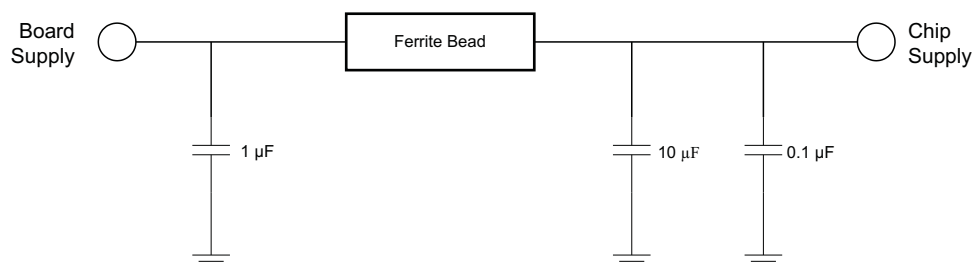 Board
Supply
Ferrite Bead
Chip
Supply
1 µF
10 µF
0.1 µF